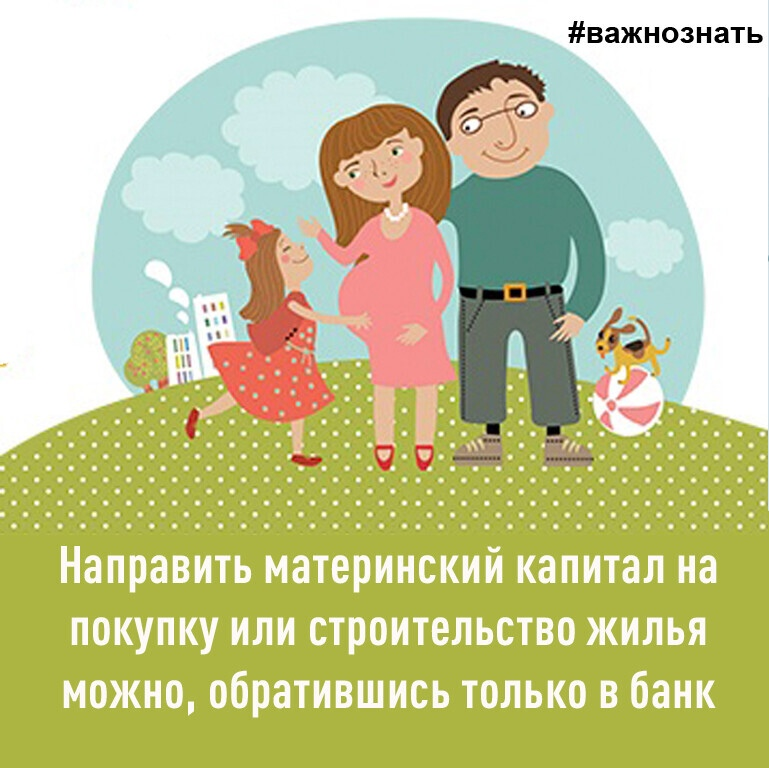 #важнознать
Направить материнский капитал на
покупку или строительство жилья
можно, обратившись только в банк